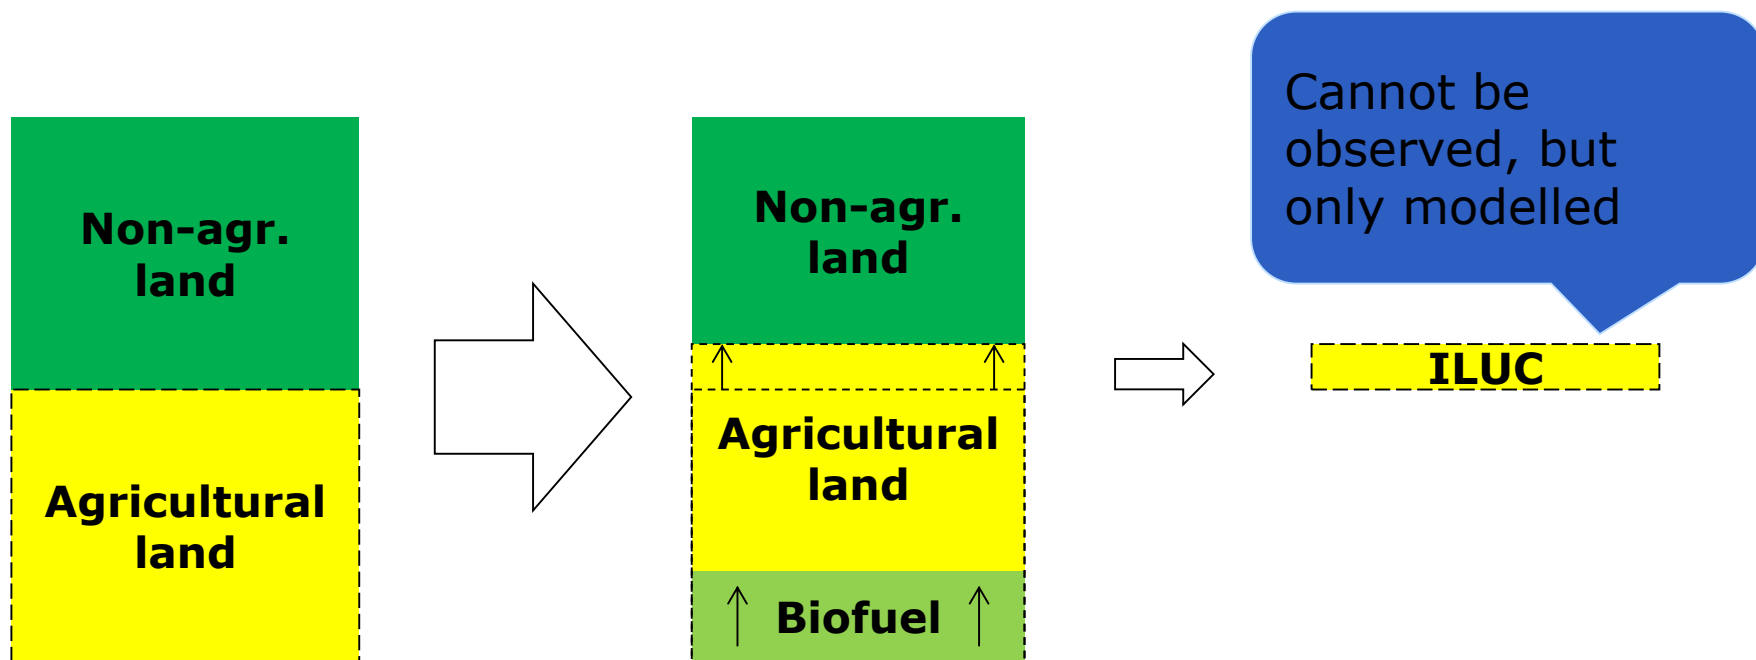 Non-agr.
land
Agricultural
land
Non-agr.
land
Agricultural
land
Biofuel
Cannot be
observed, but
only modelled
ILUC